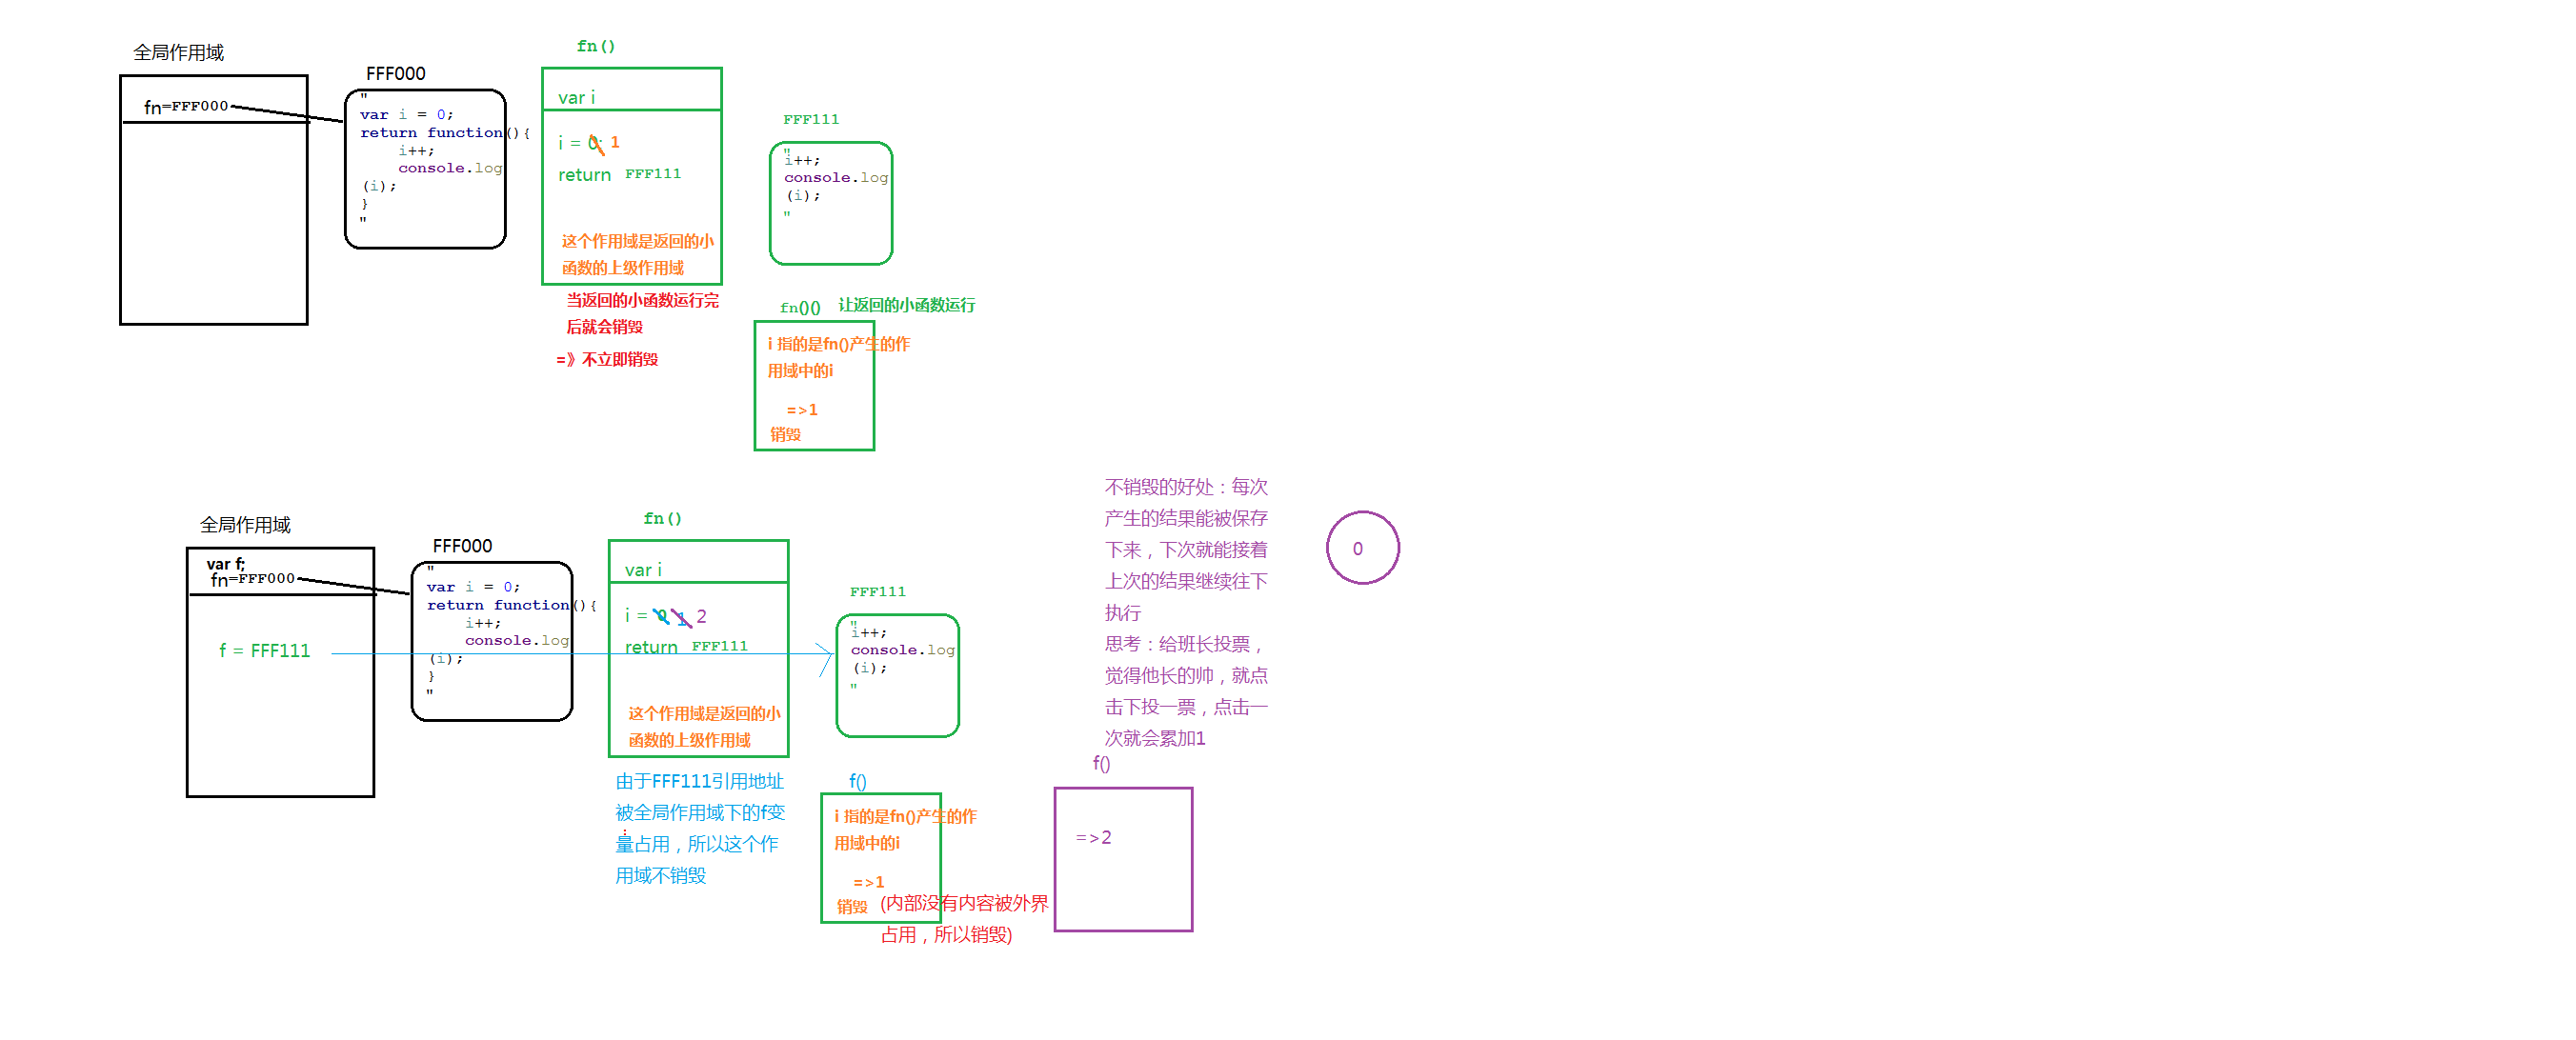 全局作用域
fn=FFF000
FFF000
"
var i = 0;
return function(){
i++;
console.log
(i);
}
"
fn()
var i
i = 0; 1
return FFF111
这个作用域是返回的小
函数的上级作用域
当返回的小函数运行完
后就会销毁
=》不立即销毁
FFF111
"
i++;
console.log
(i);
"
fn()() 让返回的小函数运行
i 指的是fn()产生的作
用域中的i
=>1
销毁
全局作用域
var f;
fn=FFF000
f = FFF111
FFF000
"
var i = 0;
return function(){
i++;
console.log
(i);
}
"
fn()
var i
i = 0 1 2
return FFF111
这个作用域是返回的小
函数的上级作用域
由于FFF111引用地址
被全局作用域下的f变
量占用，所以这个作
用域不销毁
FFF111
"
i++;
console.log
(i);
"
f()
i 指的是fn()产生的作
用域中的i
=>1
销毁 (内部没有内容被外界
占用，所以销毁)
不销毁的好处：每次
产生的结果能被保存
下来，下次就能接着
上次的结果继续往下
执行
思考：给班长投票，
觉得他长的帅，就点
击下投一票，点击一
次就会累加1
f()
=>2
0